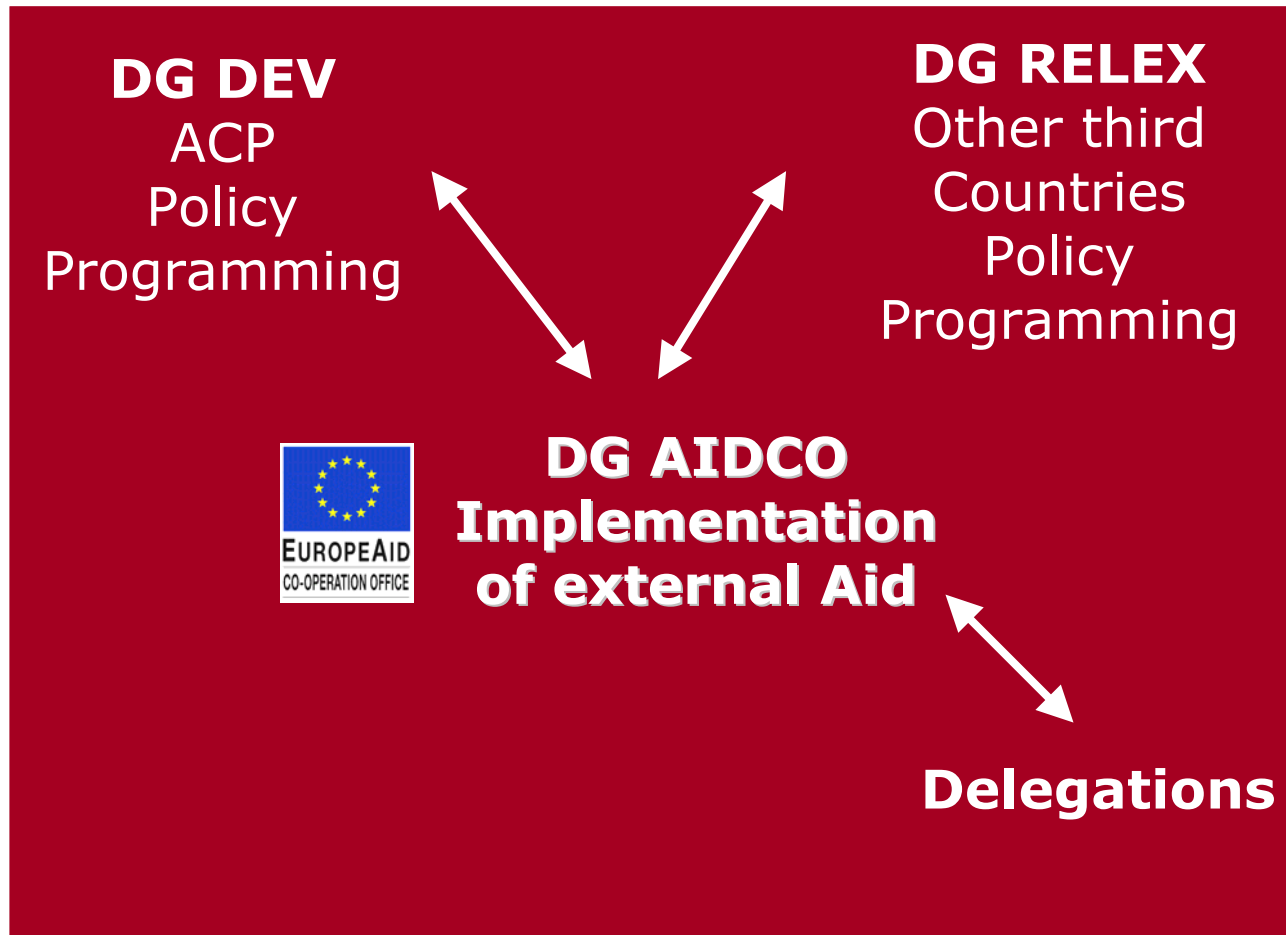 DG DEV
ACP
Policy
Programming
DG RELEX
Other third
Countries
Policy
Programming
EUROPEAID
CO-OPERATION OFFICE
DG AIDCO
Implementation
of external Aid
Delegations